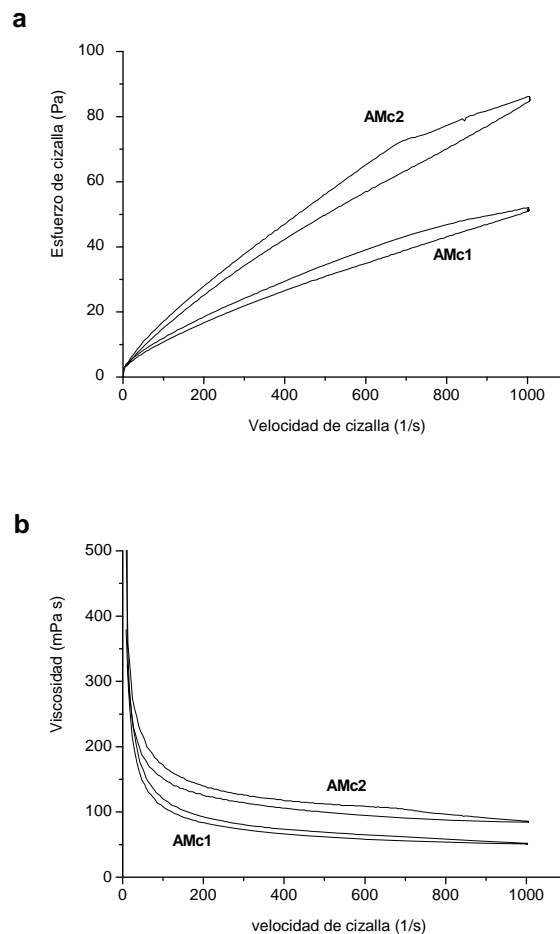 a
100
80
60
40
20
0
Esfuerzo de cizalla (Pa)
AMc2
AMc1
0 200 400 600 800 1000
Velocidad de cizalla (1/s)
b
500
400
300
200
100
0
Viscosidad (mPa s)
AMc2
AMc1
0 200 400 600 800 1000
velocidad de cizalla (1/s)